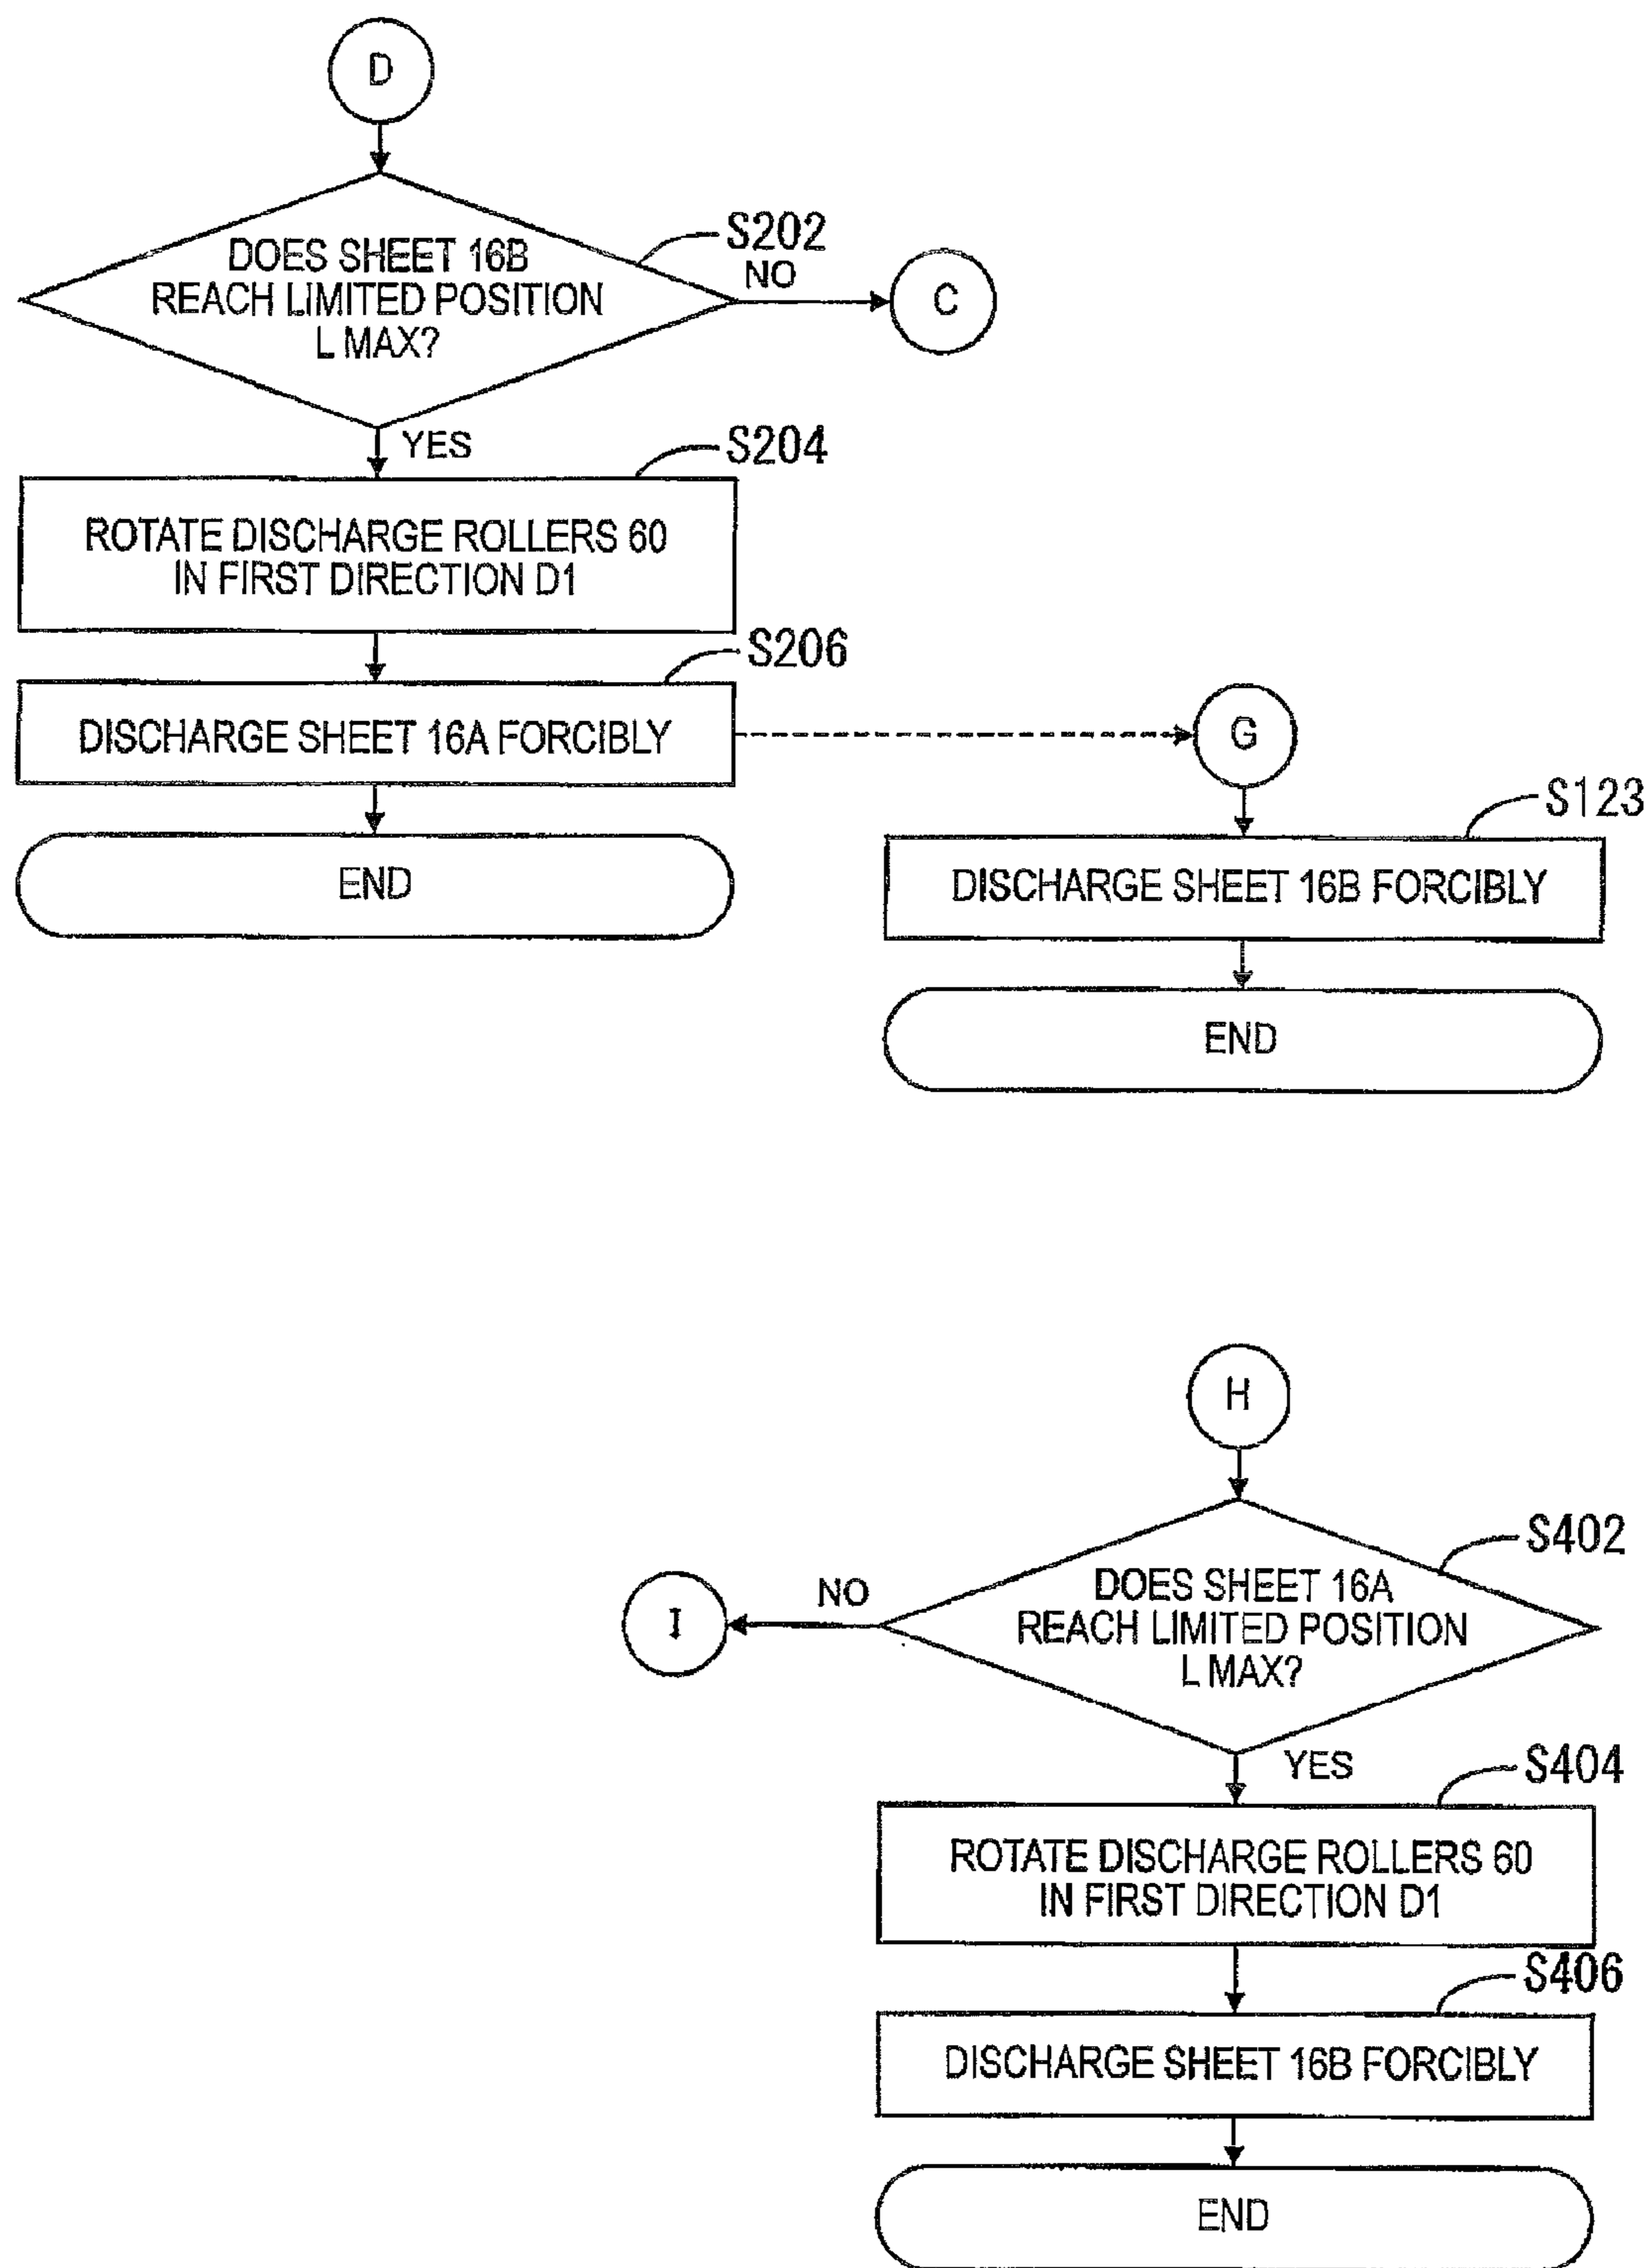 D
S202
DOES SHEET 16B
REACH LIMITED POSITION
L MAX?
NO
C
YES
S204
ROTATE DISCHARGE ROLLERS 60
IN FIRST DIRECTION D1
S206
DISCHARGE SHEET 16A FORCIBLY
G
END
S123
DISCHARGE SHEET 16B FORCIBLY
END
H
S402
DOES SHEET 16A
REACH LIMITED POSITION
L MAX?
NO
I
YES
S404
ROTATE DISCHARGE ROLLERS 60
IN FIRST DIRECTION D1
S406
DISCHARGE SHEET 16B FORCIBLY
END